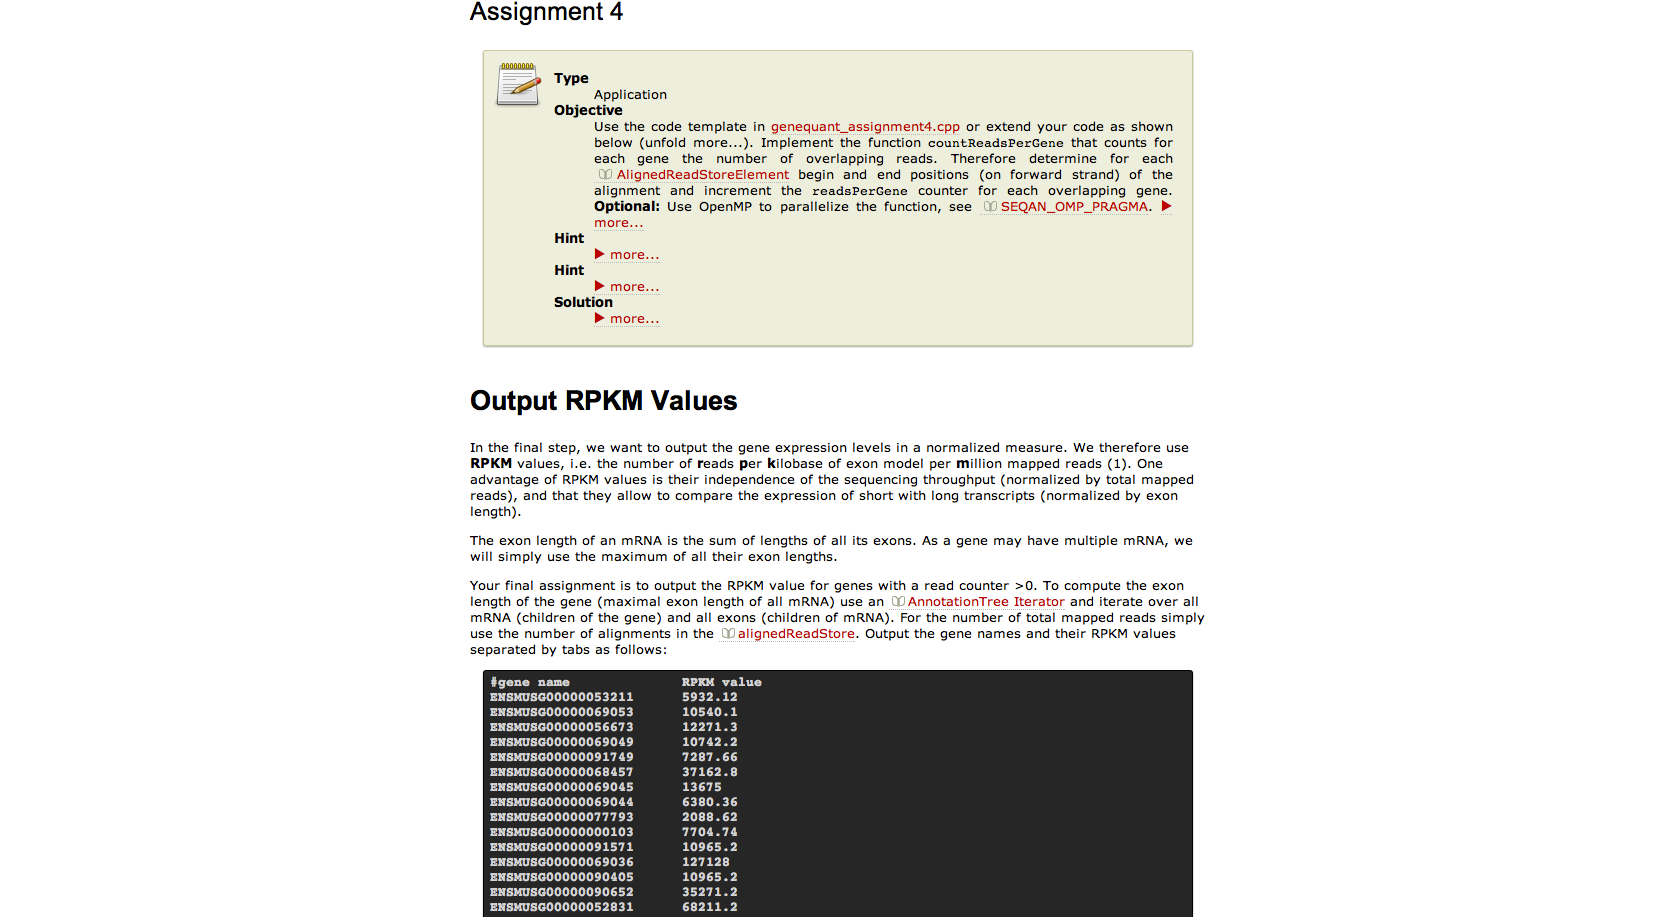 Assignment 4
Type
Application
Objective
Use the code template in genequant_assignment4.cpp or extend your code as shown
below (unfold more...). Implement the function countReadsPerGene that counts for
each gene the number of overlapping reads. Therefore determine for each
AlignedReadStoreElement begin and end positions (on forward strand) of the
alignment and increment the readsPerGene counter for each overlapping gene.
Optional: Use OpenMP to parallelize the function, see SEQAN_OMP_PRAGMA. ▶
more...
Hint
▶ more...
Hint
▶ more...
Solution
▶ more...
Output RPKM Values
In the final step, we want to output the gene expression levels in a normalized measure. We therefore use
RPKM values, i.e. the number of reads per kilobase of exon model per million mapped reads (1). One
advantage of RPKM values is their independence of the sequencing throughput (normalized by total mapped
reads), and that they allow to compare the expression of short with long transcripts (normalized by exon
length).
The exon length of an mRNA is the sum of lengths of all its exons. As a gene may have multiple mRNA, we
will simply use the maximum of all their exon lengths.
Your final assignment is to output the RPKM value for genes with a read counter >0. To compute the exon
length of the gene (maximal exon length of all mRNA) use an AnnotationTree Iterator and iterate over all
mRNA (children of the gene) and all exons (children of mRNA). For the number of total mapped reads simply
use the number of alignments in the alignedReadStore. Output the gene names and their RPKM values
separated by tabs as follows:
#gene name RPKM value
ENSMUSG00000053211 5932.12
ENSMUSG00000069053 10540.1
ENSMUSG00000056673 12271.3
ENSMUSG00000069049 10742.2
ENSMUSG00000091749 7287.66
ENSMUSG00000068457 37162.8
ENSMUSG00000069045 13675
ENSMUSG00000069044 6380.36
ENSMUSG00000077793 2088.62
ENSMUSG00000000103 7704.74
ENSMUSG00000091571 10965.2
ENSMUSG00000069036 127128
ENSMUSG00000090405 10965.2
ENSMUSG00000090652 35271.2
ENSMUSG00000052831 68211.2